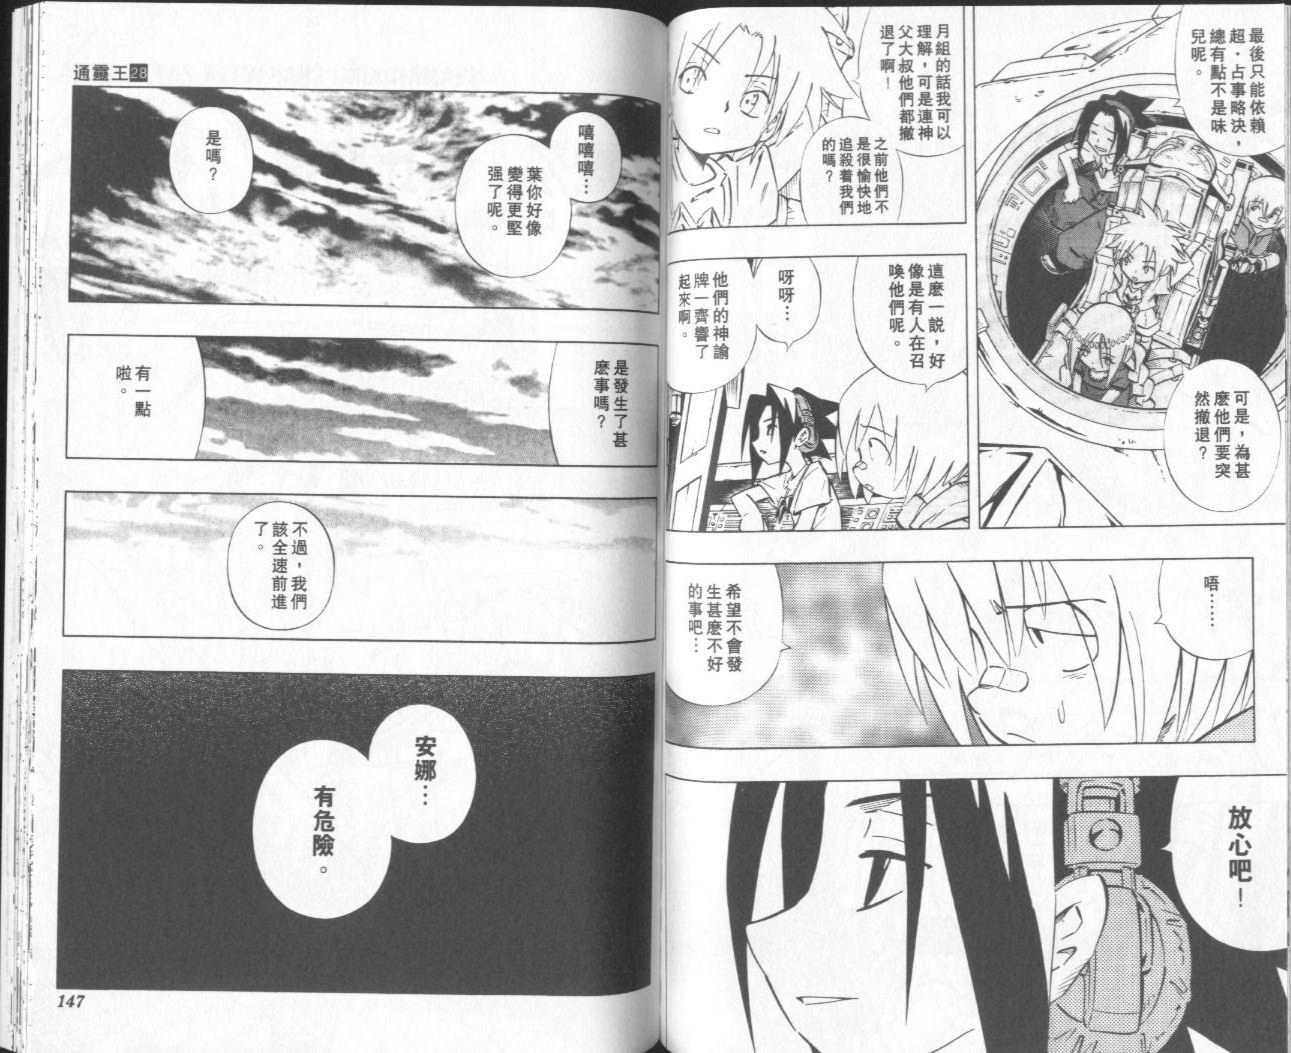 最後只能依賴
超·占事略決，
總有點不是味
兒呢。
可是，為甚
麽他們要突
然撤退？
月組的話我可以
理解，可是連神
父大叔他們都撤
退了啊！
之前他們不
是很愉快地
追殺着我們
的嗎？
這麽一説，好
像是有人在召
喚他們呢。
呀呀…
他們的神諭
牌一齊響了
起來啊。
唔……
希望不會發
生甚麽不好
的事吧…
放心吧！
通靈王28
嘻嘻嘻…
葉你好像
變得更堅
强了呢。
是嗎？
是發生了甚
麽事嗎？
有一點
啦。
不過，我們
該全速前進
了。
安娜…
有危險。
147